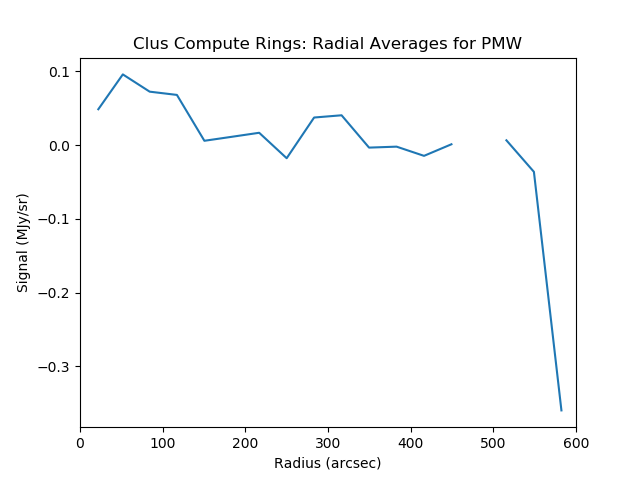 Clus Compute Rings: Radial Averages for PMW
0.1
0.0
−0.1
−0.2
−0.3
Signal (MJy/sr)
0 100 200 300 400 500 600
Radius (arcsec)